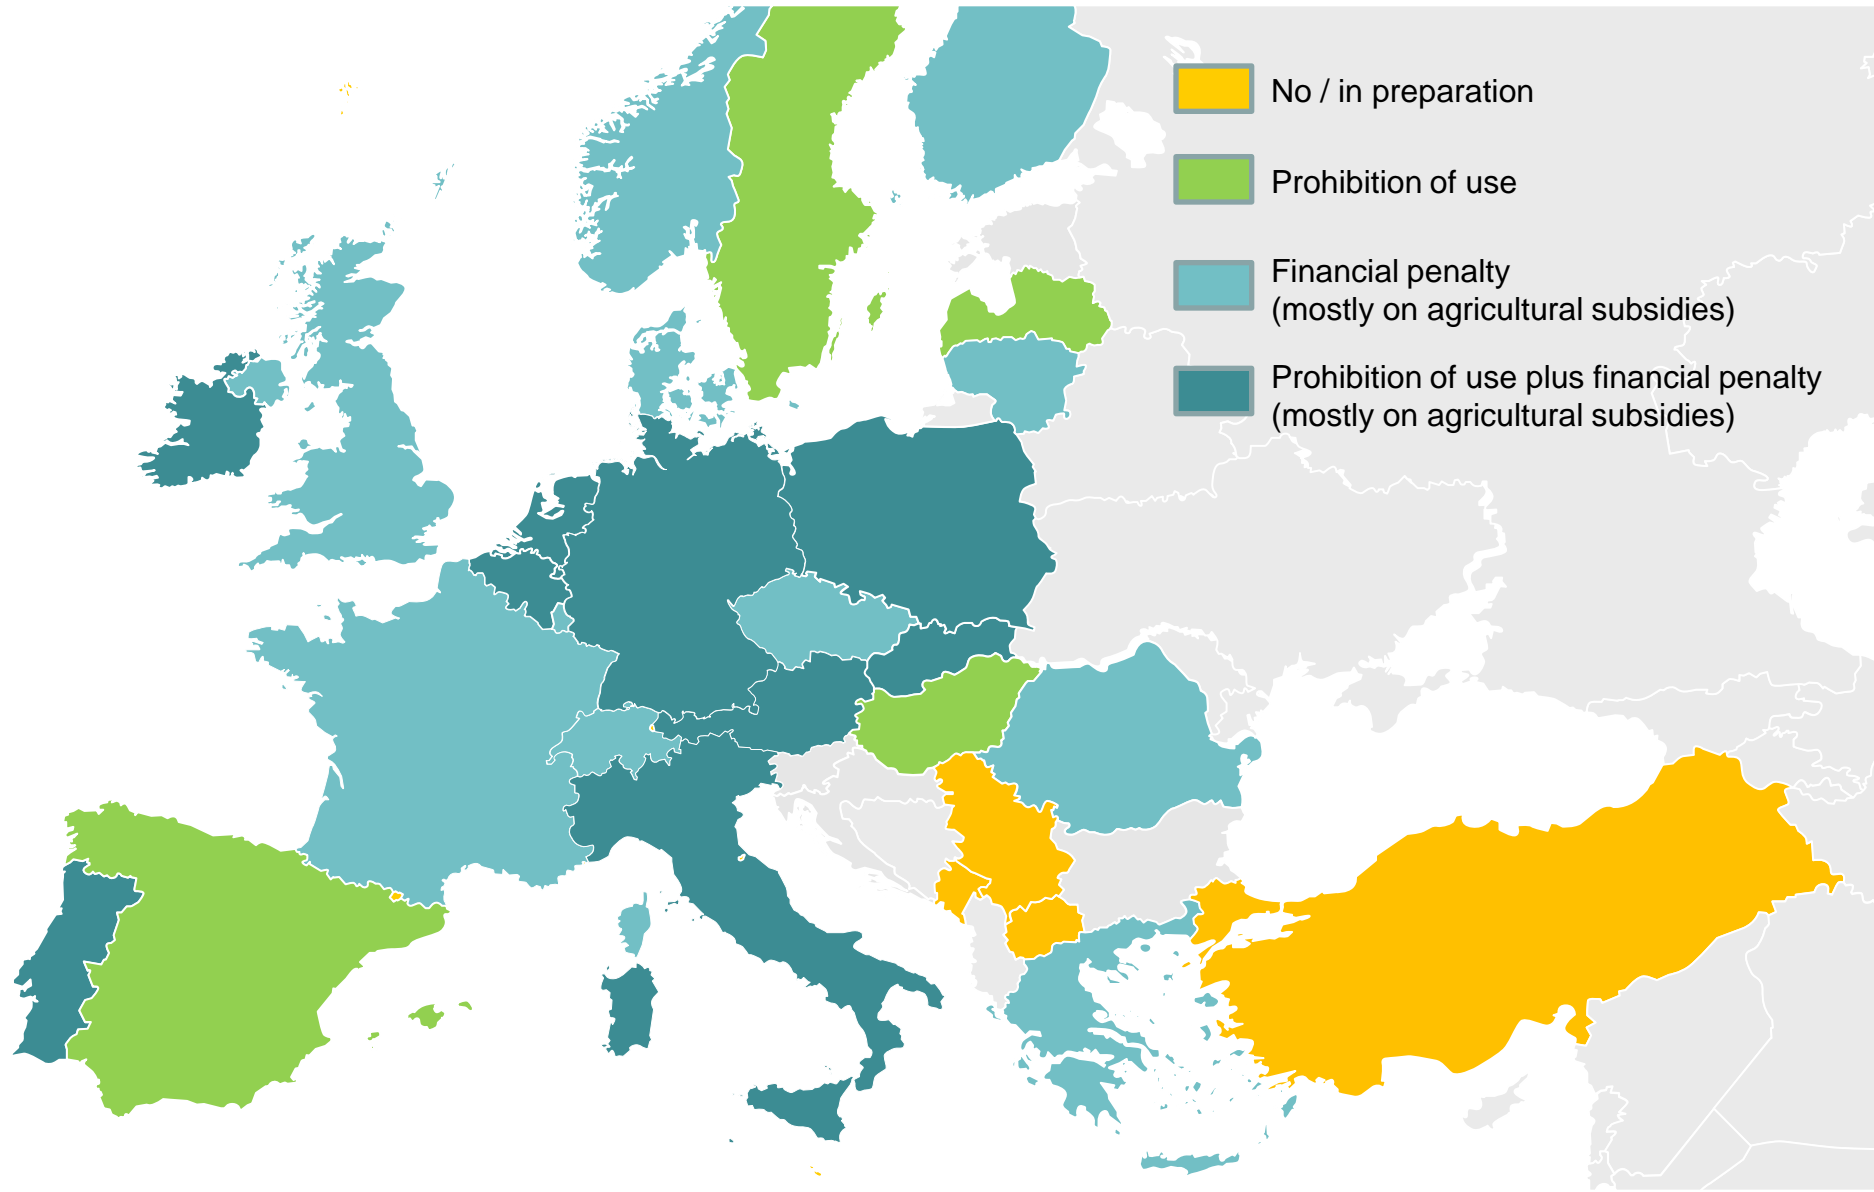 No / in preparation
Prohibition of use
Financial penalty
(mostly on agricultural subsidies)
Prohibition of use plus financial penalty
(mostly on agricultural subsidies)